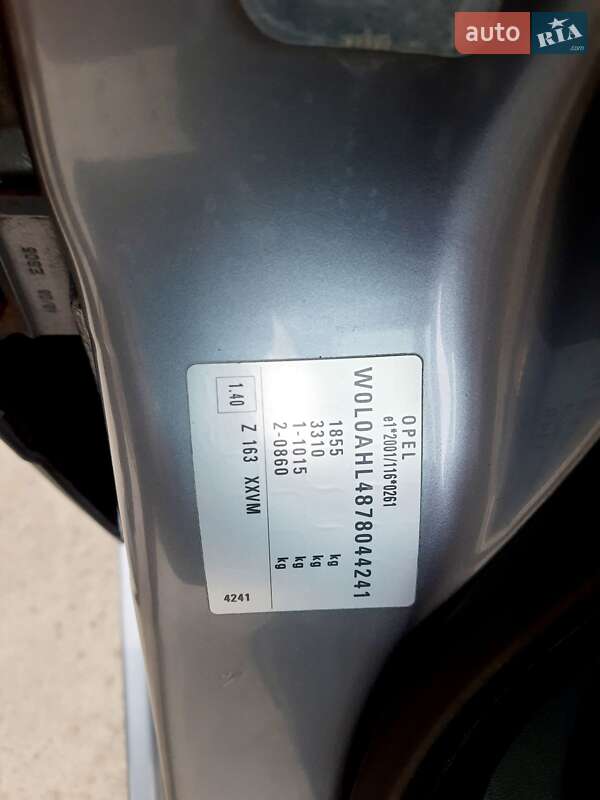 auto RIA
.com
OPEL
e1*2001/116*0261
W0L0AHL4878044241
1855 kg
3310 kg
1-1015 kg
2-0860 kg
1.40 Z 163 XXVM
4241